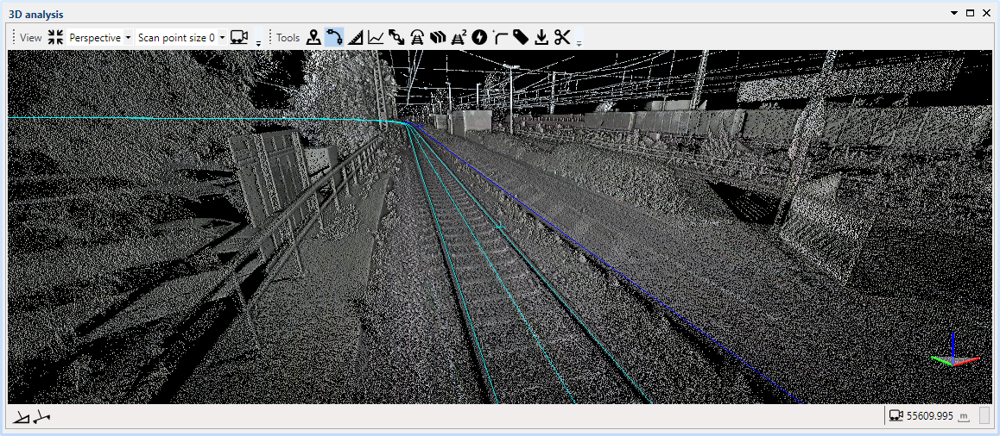 3D analysis
View Perspective Scan point size 0 Tools
55609.995 m